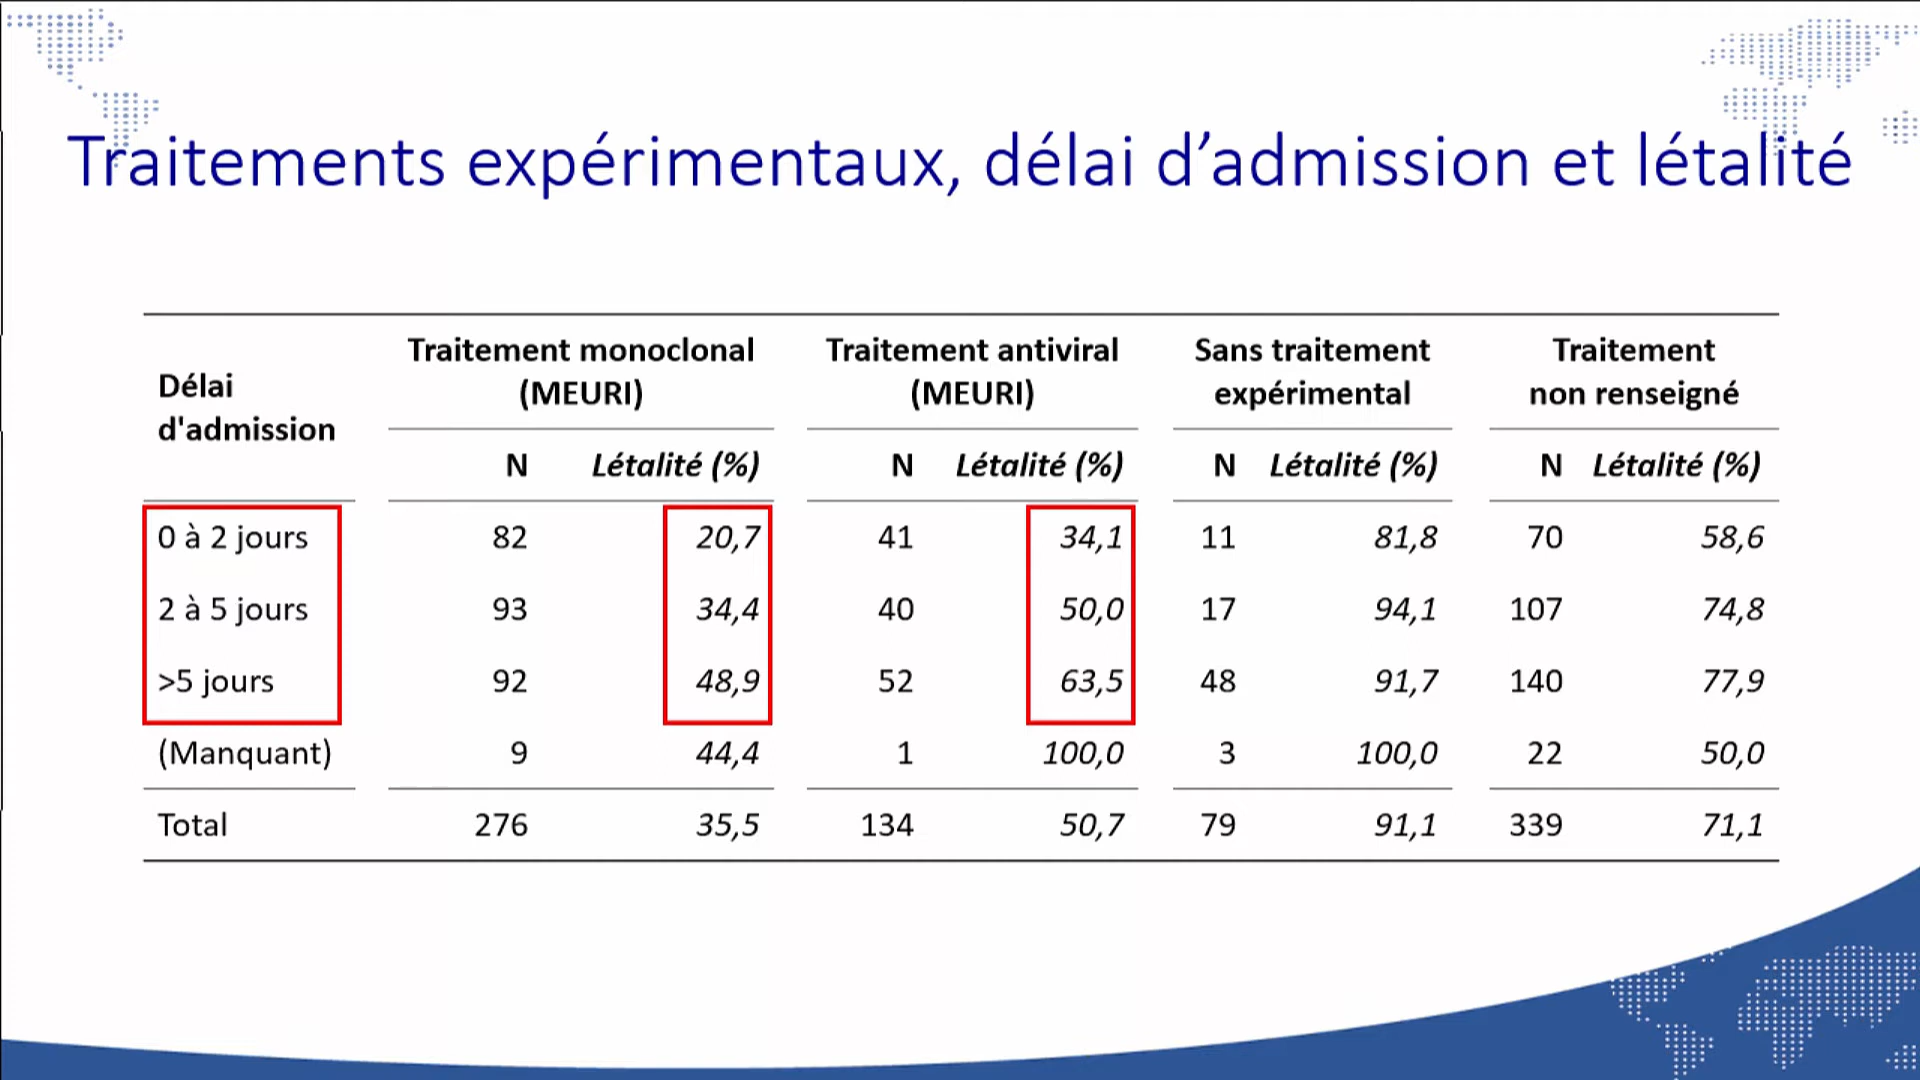 Traitements expérimentaux, délai d’admission et létalité
Délai d'admission
Traitement monoclonal (MEURI)
Traitement antiviral (MEURI)
Sans traitement expérimental
Traitement non renseigné
N Létalité (%) N Létalité (%) N Létalité (%) N Létalité (%)
0 à 2 jours 82 20,7 41 34,1 11 81,8 70 58,6
2 à 5 jours 93 34,4 40 50,0 17 94,1 107 74,8
>5 jours 92 48,9 52 63,5 48 91,7 140 77,9
(Manquant) 9 44,4 1 100,0 3 100,0 22 50,0
Total 276 35,5 134 50,7 79 91,1 339 71,1